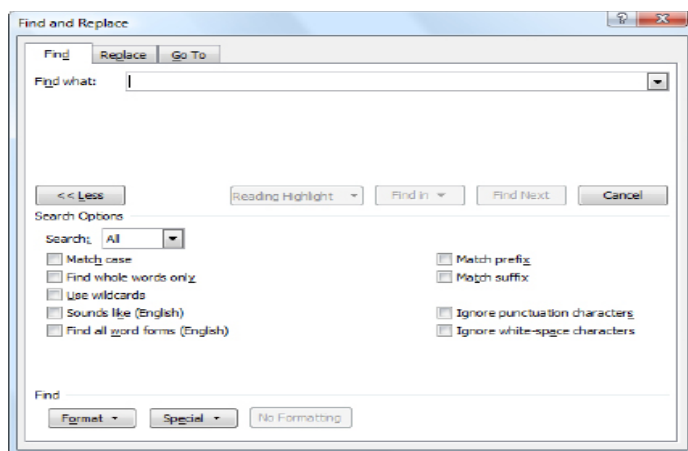 Find and Replace
Find Replace Go To
Find what:
<< Less Reading Highlight Find in Find Next Cancel
Search Options
Search: All
Match case Match prefix
Find whole words only Match suffix
Use wildcards
Sounds like (English) Ignore punctuation characters
Find all word forms (English) Ignore white-space characters
Find
Format Special No Formatting